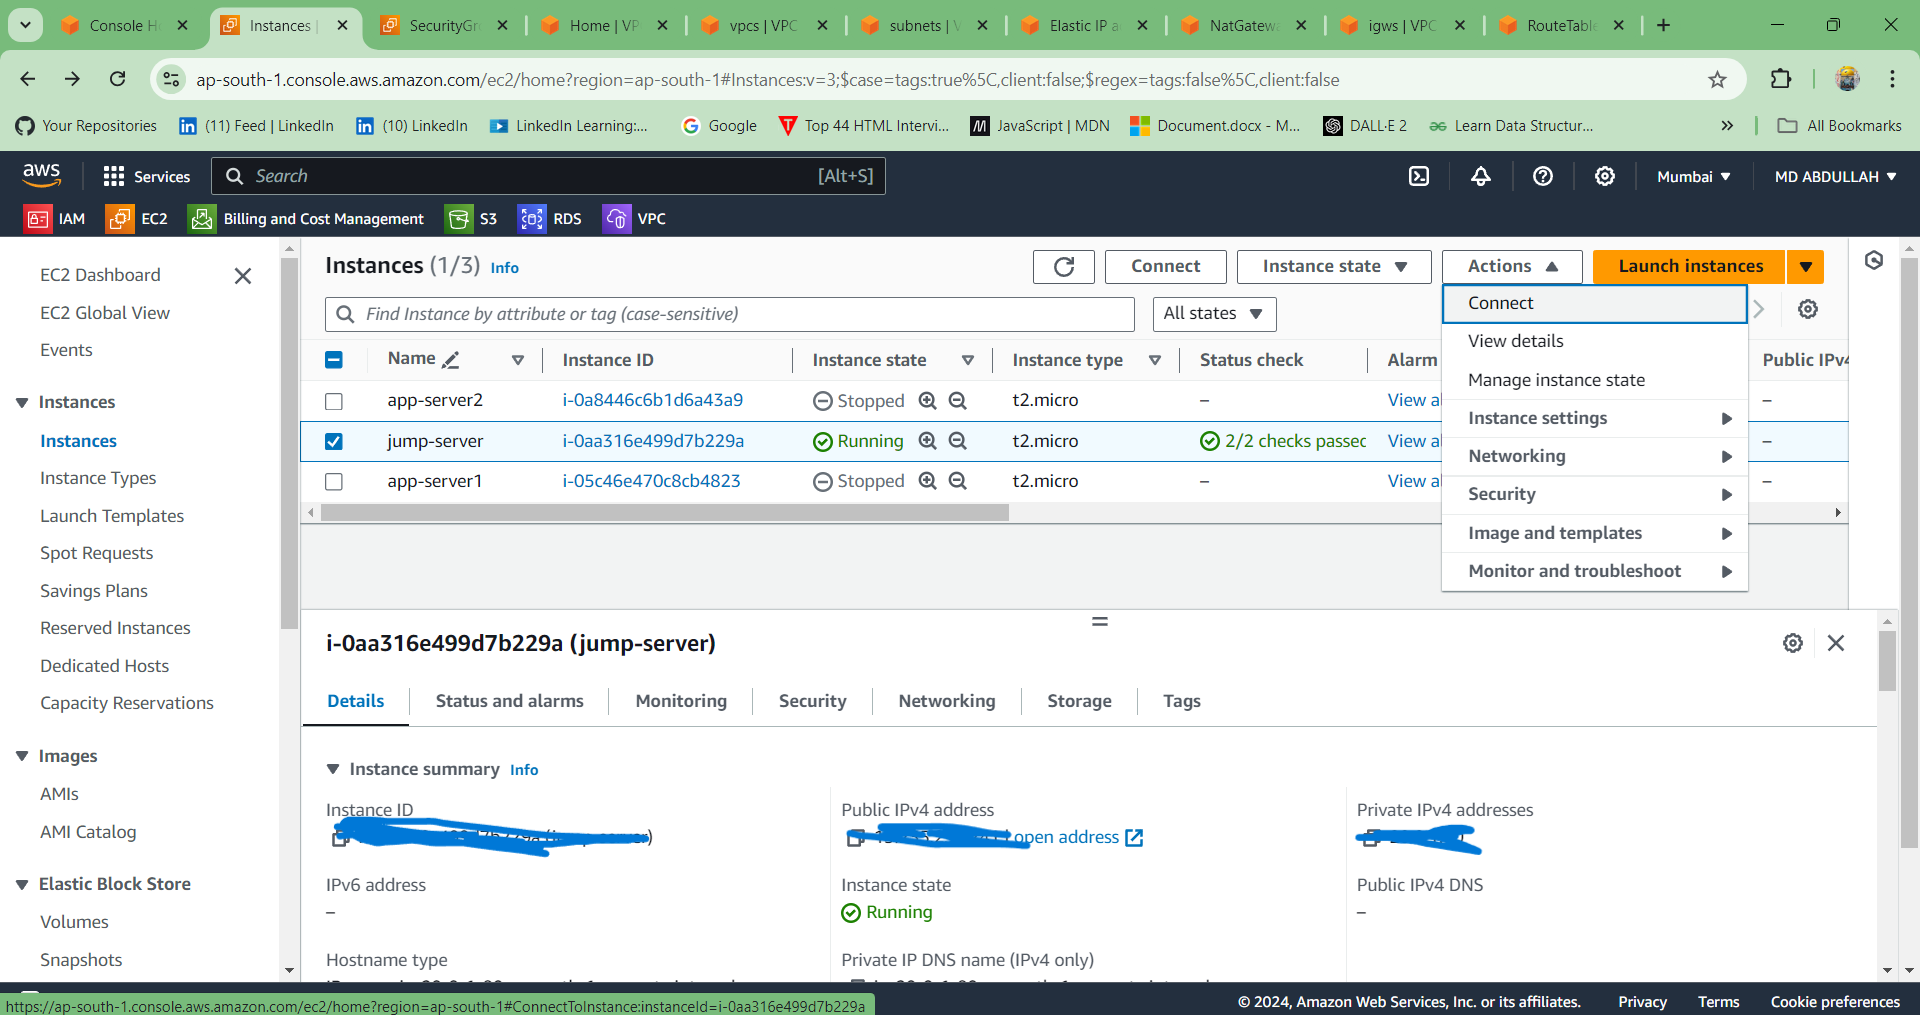 Console H
Instances |
SecurityGr
Home | VP
vpcs | VPC
subnets | V
Elastic IP a
NatGatewa
igws | VPC
RouteTable
ap-south-1.console.aws.amazon.com/ec2/home?region=ap-south-1#Instances:v=3;$case=tags:true%5C,client:false;$regex=tags:false%5C,client:false
Your Repositories
(11) Feed | LinkedIn
(10) LinkedIn
LinkedIn Learning:...
Google
Top 44 HTML Intervi...
JavaScript | MDN
Document.docx - M...
DALL·E 2
Learn Data Structur...
All Bookmarks
aws
Services
Search
[Alt+S]
Mumbai
MD ABDULLAH
IAM
EC2
Billing and Cost Management
S3
RDS
VPC
EC2 Dashboard
EC2 Global View
Events
Instances
Instances
Instance Types
Launch Templates
Spot Requests
Savings Plans
Reserved Instances
Dedicated Hosts
Capacity Reservations
Images
AMIs
AMI Catalog
Elastic Block Store
Volumes
Snapshots
Instances (1/3) Info
Connect
Instance state
Actions
Launch instances
Find Instance by attribute or tag (case-sensitive)
All states
Connect
View details
Manage instance state
Instance settings
Networking
Security
Image and templates
Monitor and troubleshoot
Name Instance ID Instance state Instance type Status check Alarm Public IPv4
app-server2 i-0a8446c6b1d6a43a9 Stopped t2.micro – View a –
jump-server i-0aa316e499d7b229a Running t2.micro 2/2 checks passed View a –
app-server1 i-05c46e470c8cb4823 Stopped t2.micro – View a –
i-0aa316e499d7b229a (jump-server)
Details
Status and alarms
Monitoring
Security
Networking
Storage
Tags
Instance summary Info
Instance ID
Public IPv4 address
open address
Private IPv4 addresses
IPv6 address
–
Instance state
Running
Public IPv4 DNS
–
Hostname type
Private IP DNS name (IPv4 only)
https://ap-south-1.console.aws.amazon.com/ec2/home?region=ap-south-1#ConnectToInstance:instanceId=i-0aa316e499d7b229a
© 2024, Amazon Web Services, Inc. or its affiliates.
Privacy
Terms
Cookie preferences